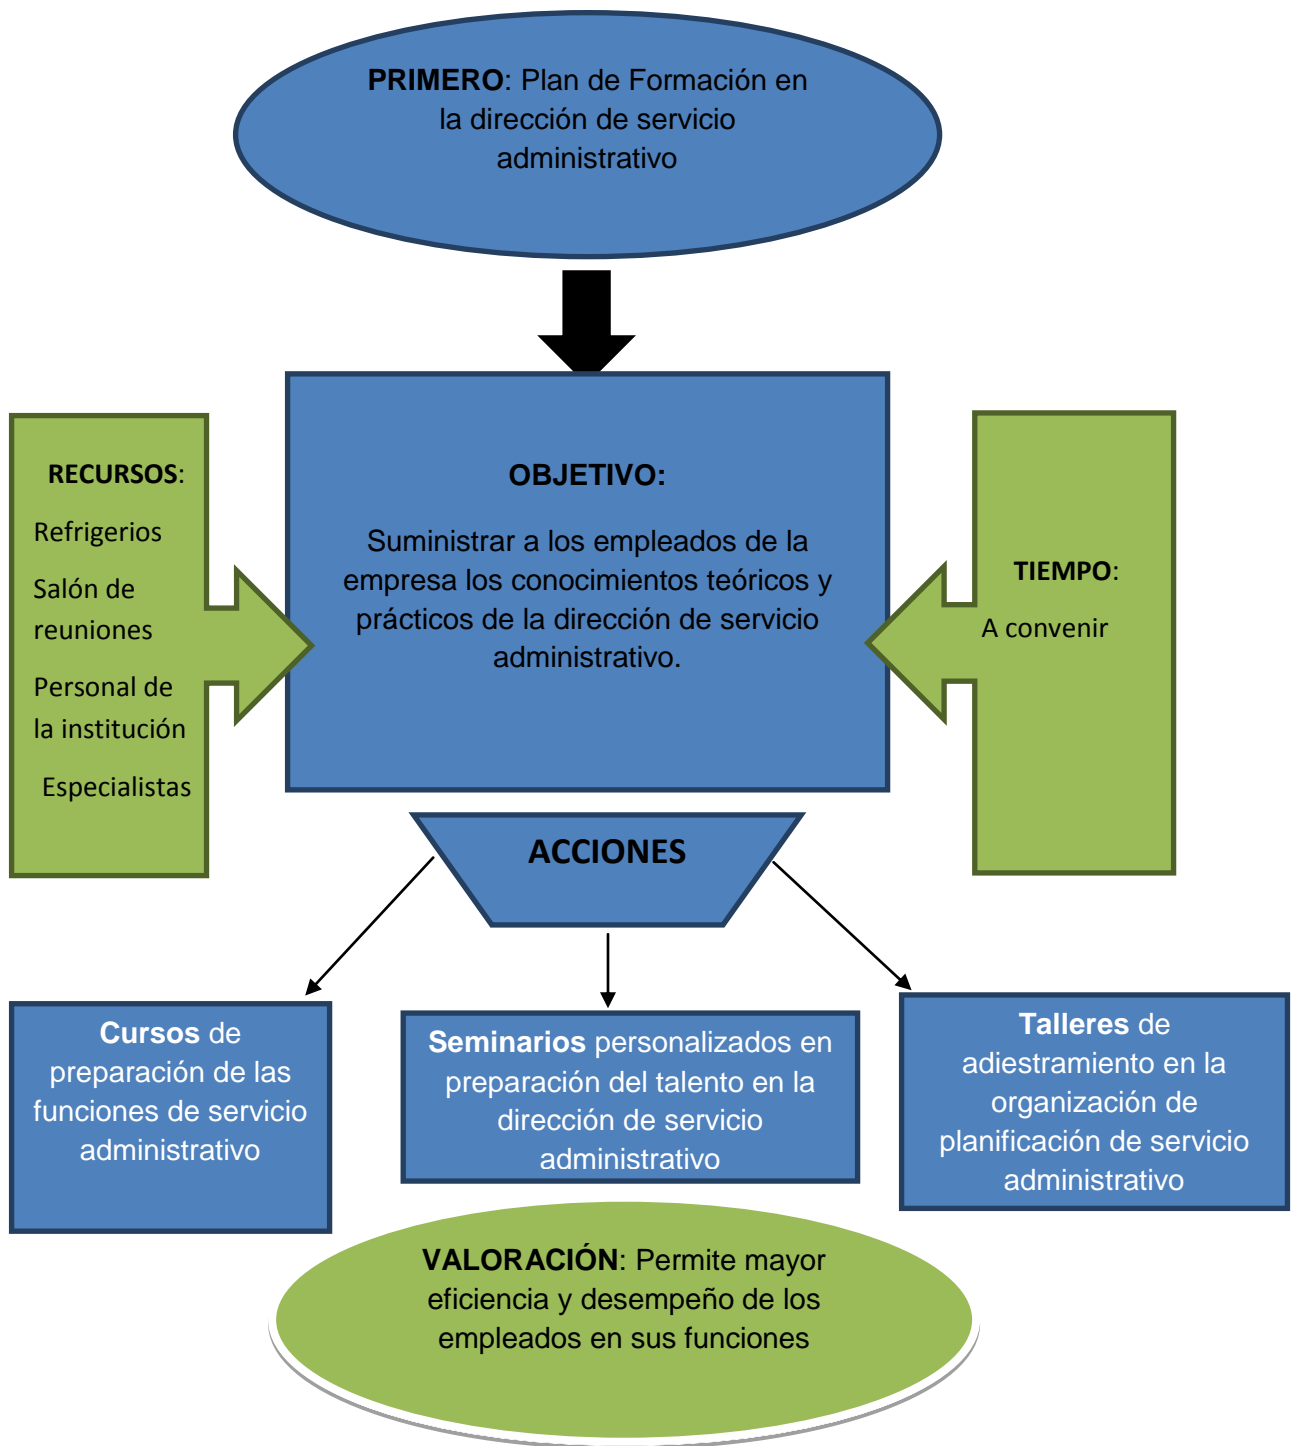 PRIMERO: Plan de Formación en
la dirección de servicio
administrativo
RECURSOS:
Refrigerios
Salón de
reuniones
Personal de
la institución
Especialistas
OBJETIVO:
Suministrar a los empleados de la
empresa los conocimientos teóricos y
prácticos de la dirección de servicio
administrativo.
TIEMPO:
A convenir
ACCIONES
Cursos de
preparación de las
funciones de servicio
administrativo
Seminarios personalizados en
preparación del talento en la
dirección de servicio
administrativo
Talleres de
adiestramiento en la
organización de
planificación de servicio
administrativo
VALORACIÓN: Permite mayor
eficiencia y desempeño de los
empleados en sus funciones